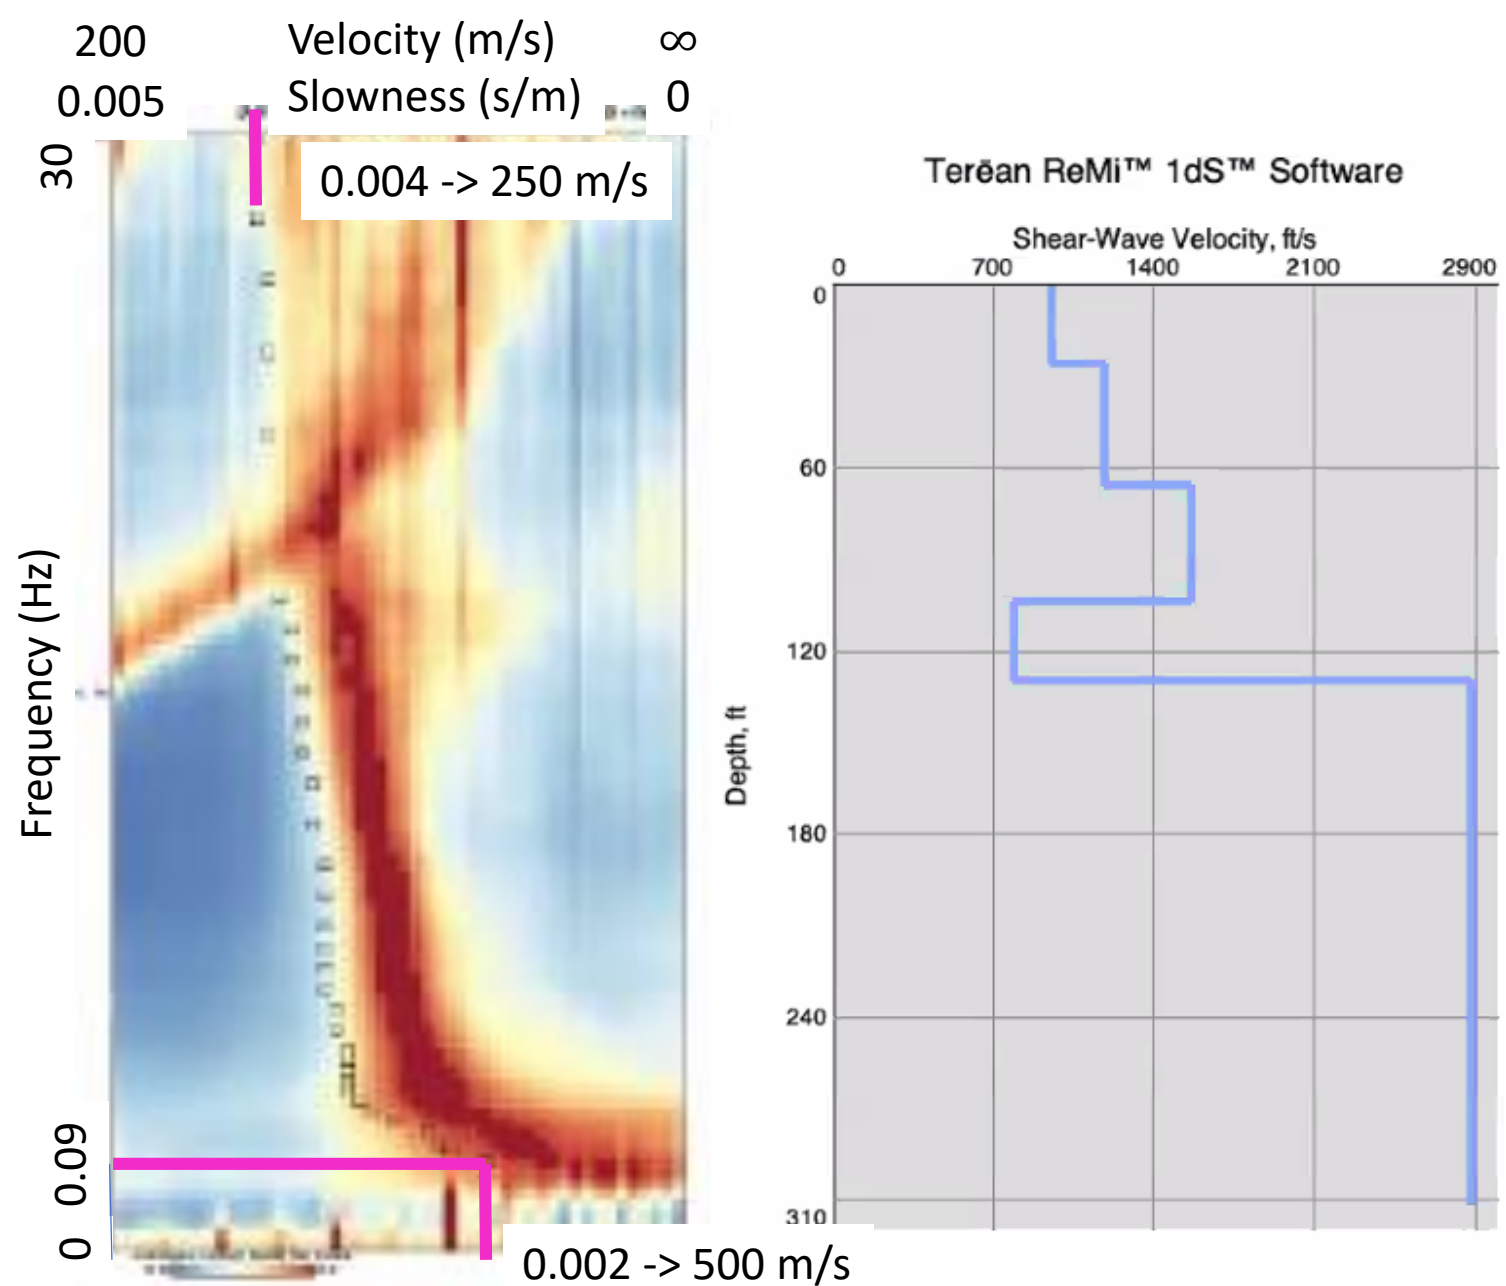 200 Velocity (m/s) ∞
0.005 Slowness (s/m) 0
30
0.004 -> 250 m/s
Frequency (Hz)
0.09
0
0.002 -> 500 m/s
Terēan ReMi™ 1dS™ Software
Shear-Wave Velocity, ft/s
0 700 1400 2100 2900
0
60
120
180
240
310
Depth, ft